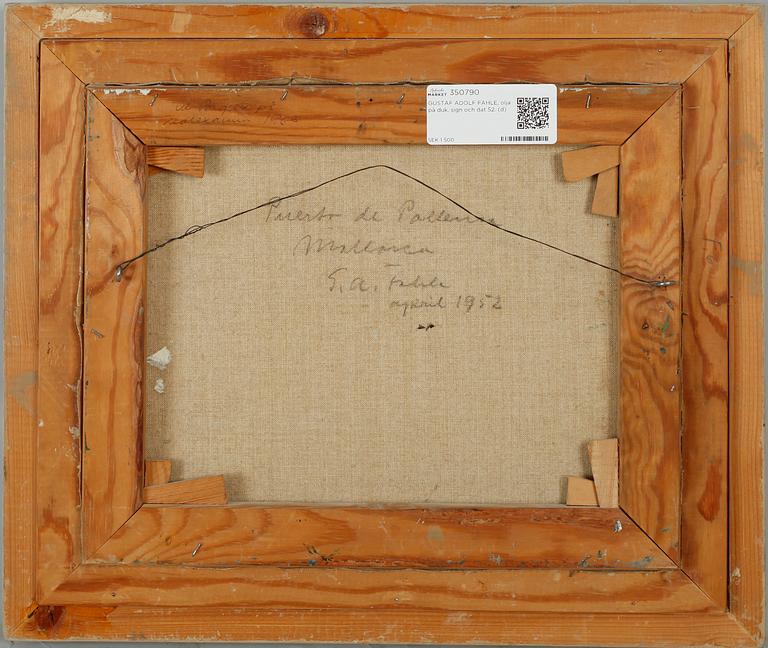 MARKET 350790
GUSTAF ADOLF FAHLE, olja
på duk, sign och dat 52. (d)
SEK 1 500
Puerto de Pollensa
Mallorca
G. A. Fahle
april 1952